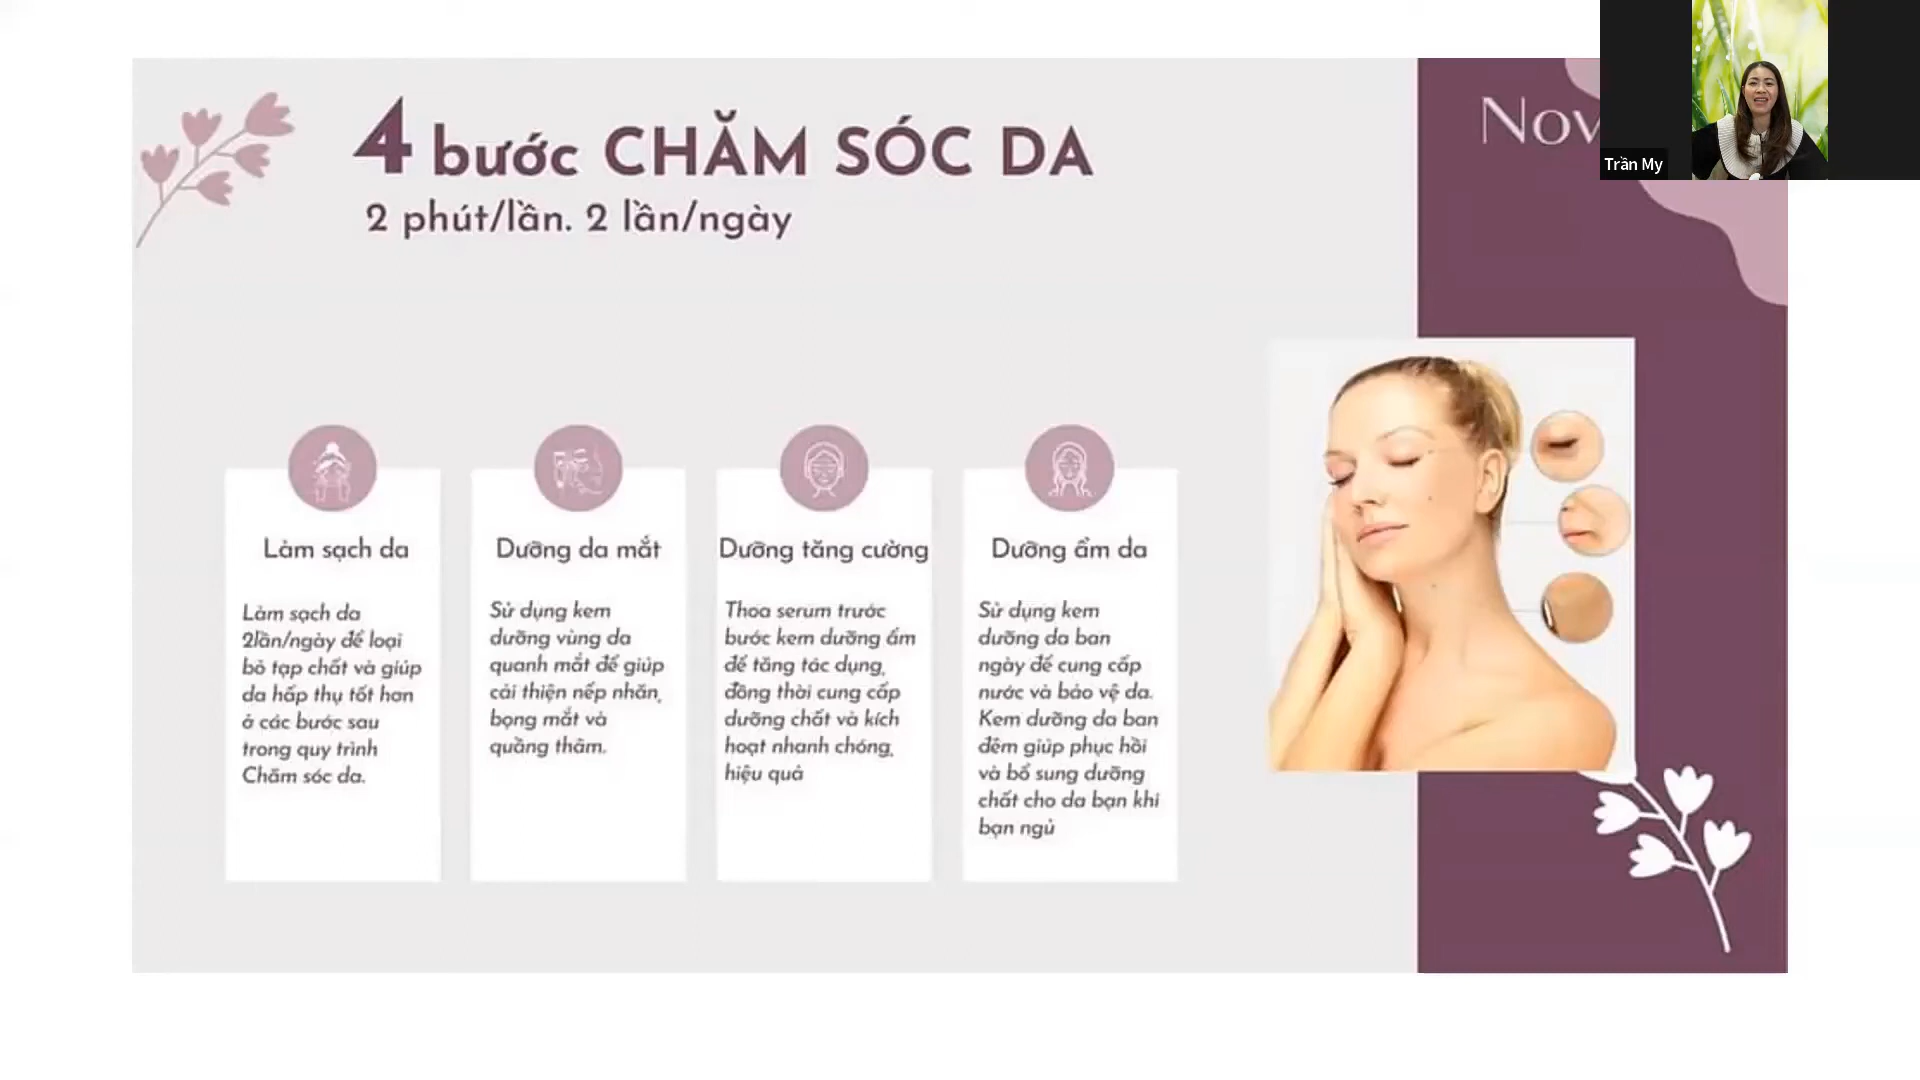 4 bước CHĂM SÓC DA
2 phút/lần. 2 lần/ngày
Nov
Trần My
Làm sạch da
Làm sạch da
2lần/ngày để loại
bỏ tạp chất và giúp
da hấp thụ tốt hơn
ở các bước sau
trong quy trình
Chăm sóc da.
Dưỡng da mắt
Sử dụng kem
dưỡng vùng da
quanh mắt để giúp
cải thiện nếp nhăn,
bọng mắt và
quầng thâm.
Dưỡng tăng cường
Thoa serum trước
bước kem dưỡng ẩm
để tăng tác dụng,
đồng thời cung cấp
dưỡng chất và kích
hoạt nhanh chóng,
hiệu quả
Dưỡng ẩm da
Sử dụng kem
dưỡng da ban
ngày để cung cấp
nước và bảo vệ da.
Kem dưỡng da ban
đêm giúp phục hồi
và bổ sung dưỡng
chất cho da bạn khi
bạn ngủ